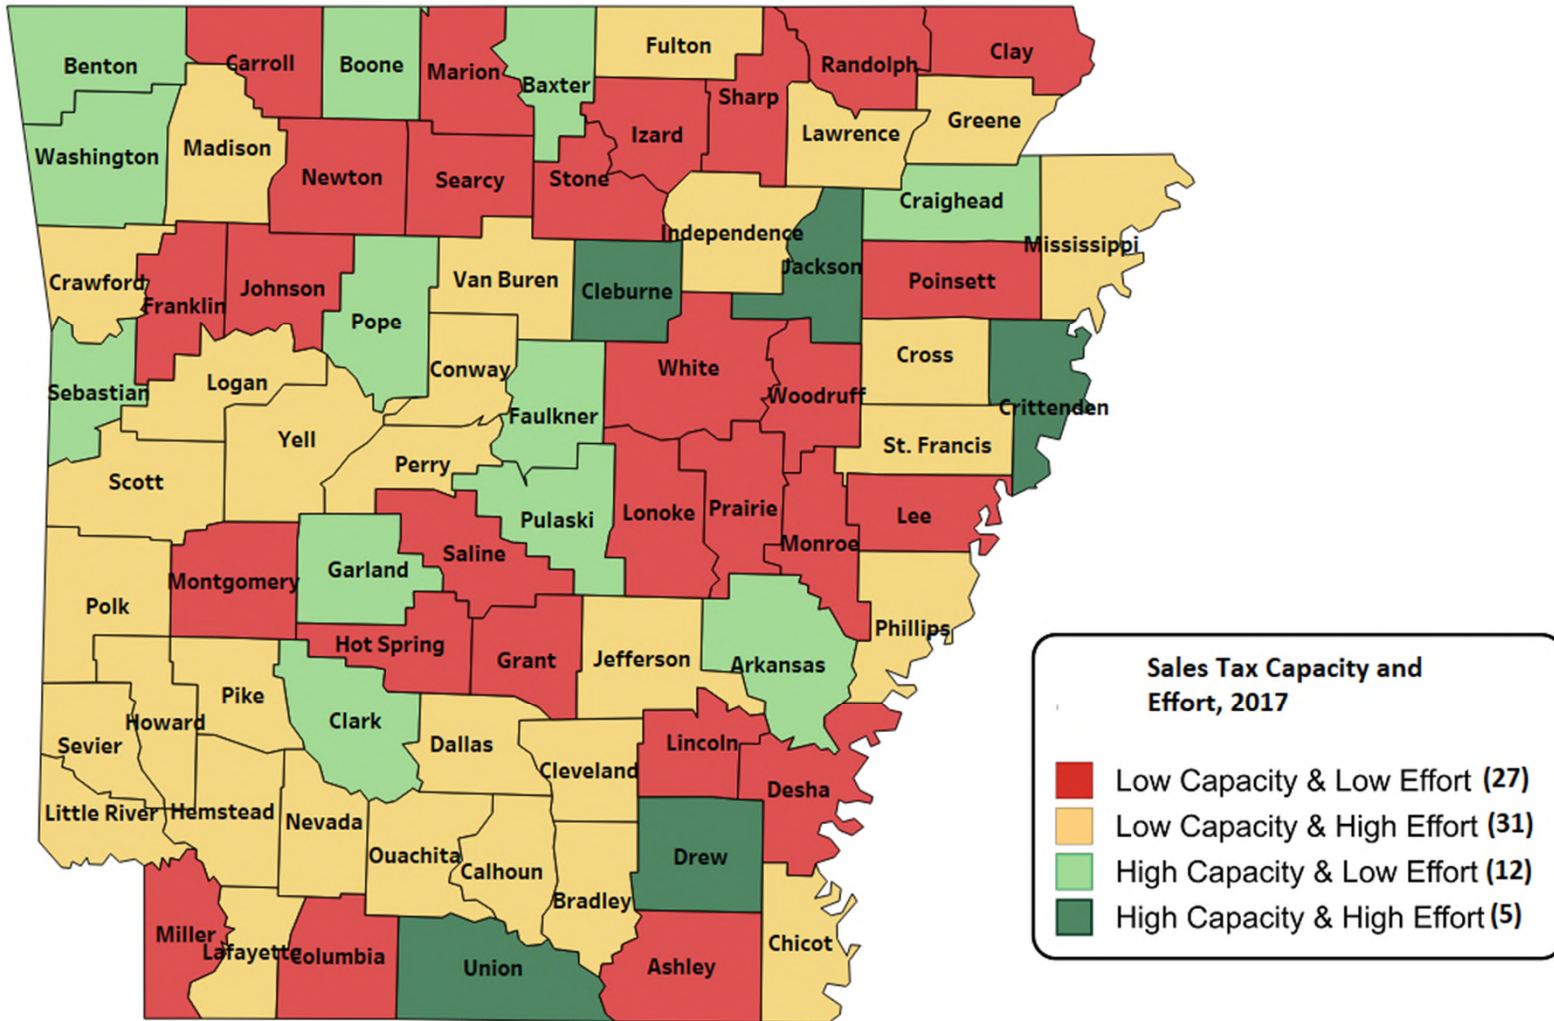 Benton
Carroll
Boone
Marion
Baxter
Fulton
Sharp
Randolph
Clay
Washington
Madison
Newton
Searcy
Stone
Izard
Lawrence
Greene
Craighead
Mississippi
Independence
Jackson
Poinsett
Crawford
Franklin
Johnson
Pope
Van Buren
Cleburne
Sebastian
Logan
Conway
Faulkner
White
Woodruff
Cross
Crittenden
Scott
Yell
Perry
St. Francis
Pulaski
Lonoke
Prairie
Monroe
Lee
Montgomery
Garland
Saline
Polk
Hot Spring
Grant
Jefferson
Arkansas
Phillips
Howard
Pike
Clark
Dallas
Cleveland
Lincoln
Desha
Sevier
Little River
Hemstead
Nevada
Ouachita
Calhoun
Bradley
Drew
Miller
Lafayette
Columbia
Union
Ashley
Chicot
Sales Tax Capacity and
Effort, 2017
Low Capacity & Low Effort (27)
Low Capacity & High Effort (31)
High Capacity & Low Effort (12)
High Capacity & High Effort (5)